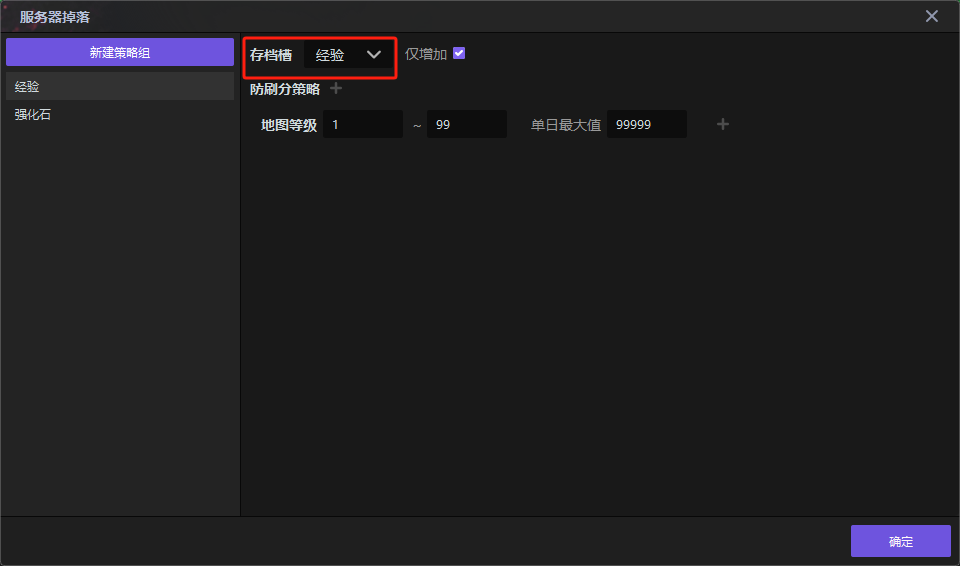 服务器掉落
新建策略组
经验
强化石
存档槽 经验 仅增加
防刷分策略
地图等级 1 ~ 99 单日最大值 99999
确定